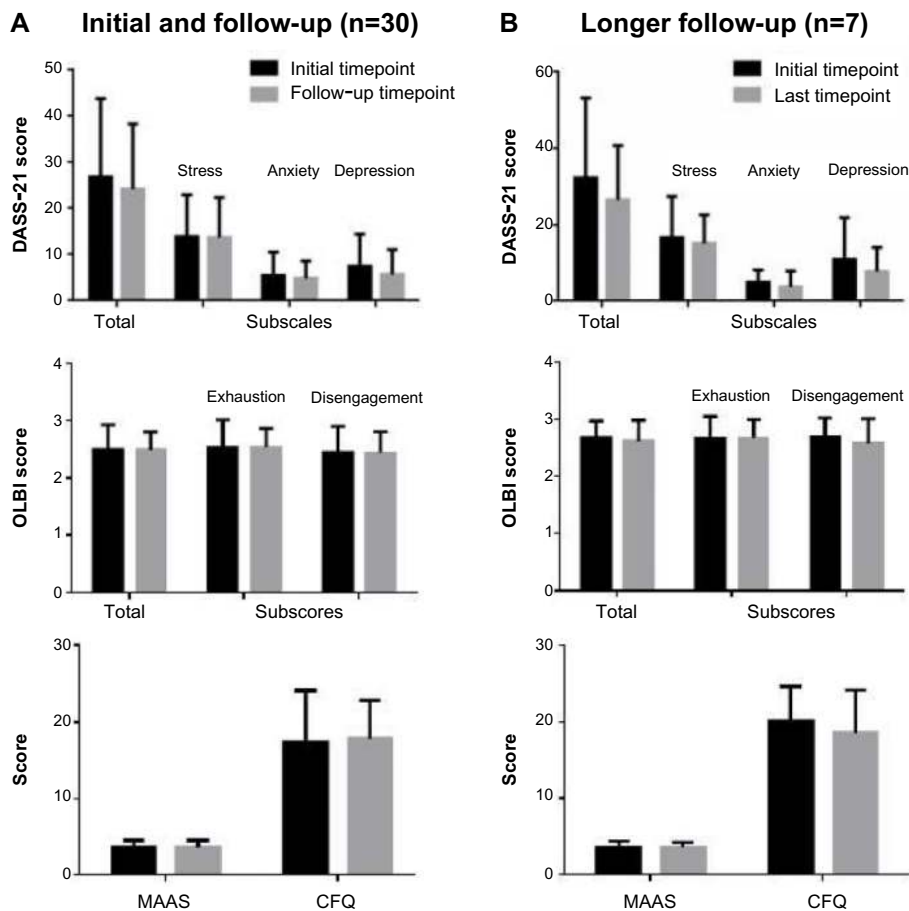 A Initial and follow-up (n=30)
DASS-21 score
50
40
30
20
10
0
Initial timepoint
Follow-up timepoint
Stress
Anxiety
Depression
Total
Subscales
OLBI score
4
3
2
1
0
Exhaustion
Disengagement
Total
Subscores
Score
30
20
10
0
MAAS
CFQ
B Longer follow-up (n=7)
DASS-21 score
60
40
20
0
Initial timepoint
Last timepoint
Stress
Anxiety
Depression
Total
Subscales
OLBI score
4
3
2
1
0
Exhaustion
Disengagement
Total
Subscores
Score
30
20
10
0
MAAS
CFQ